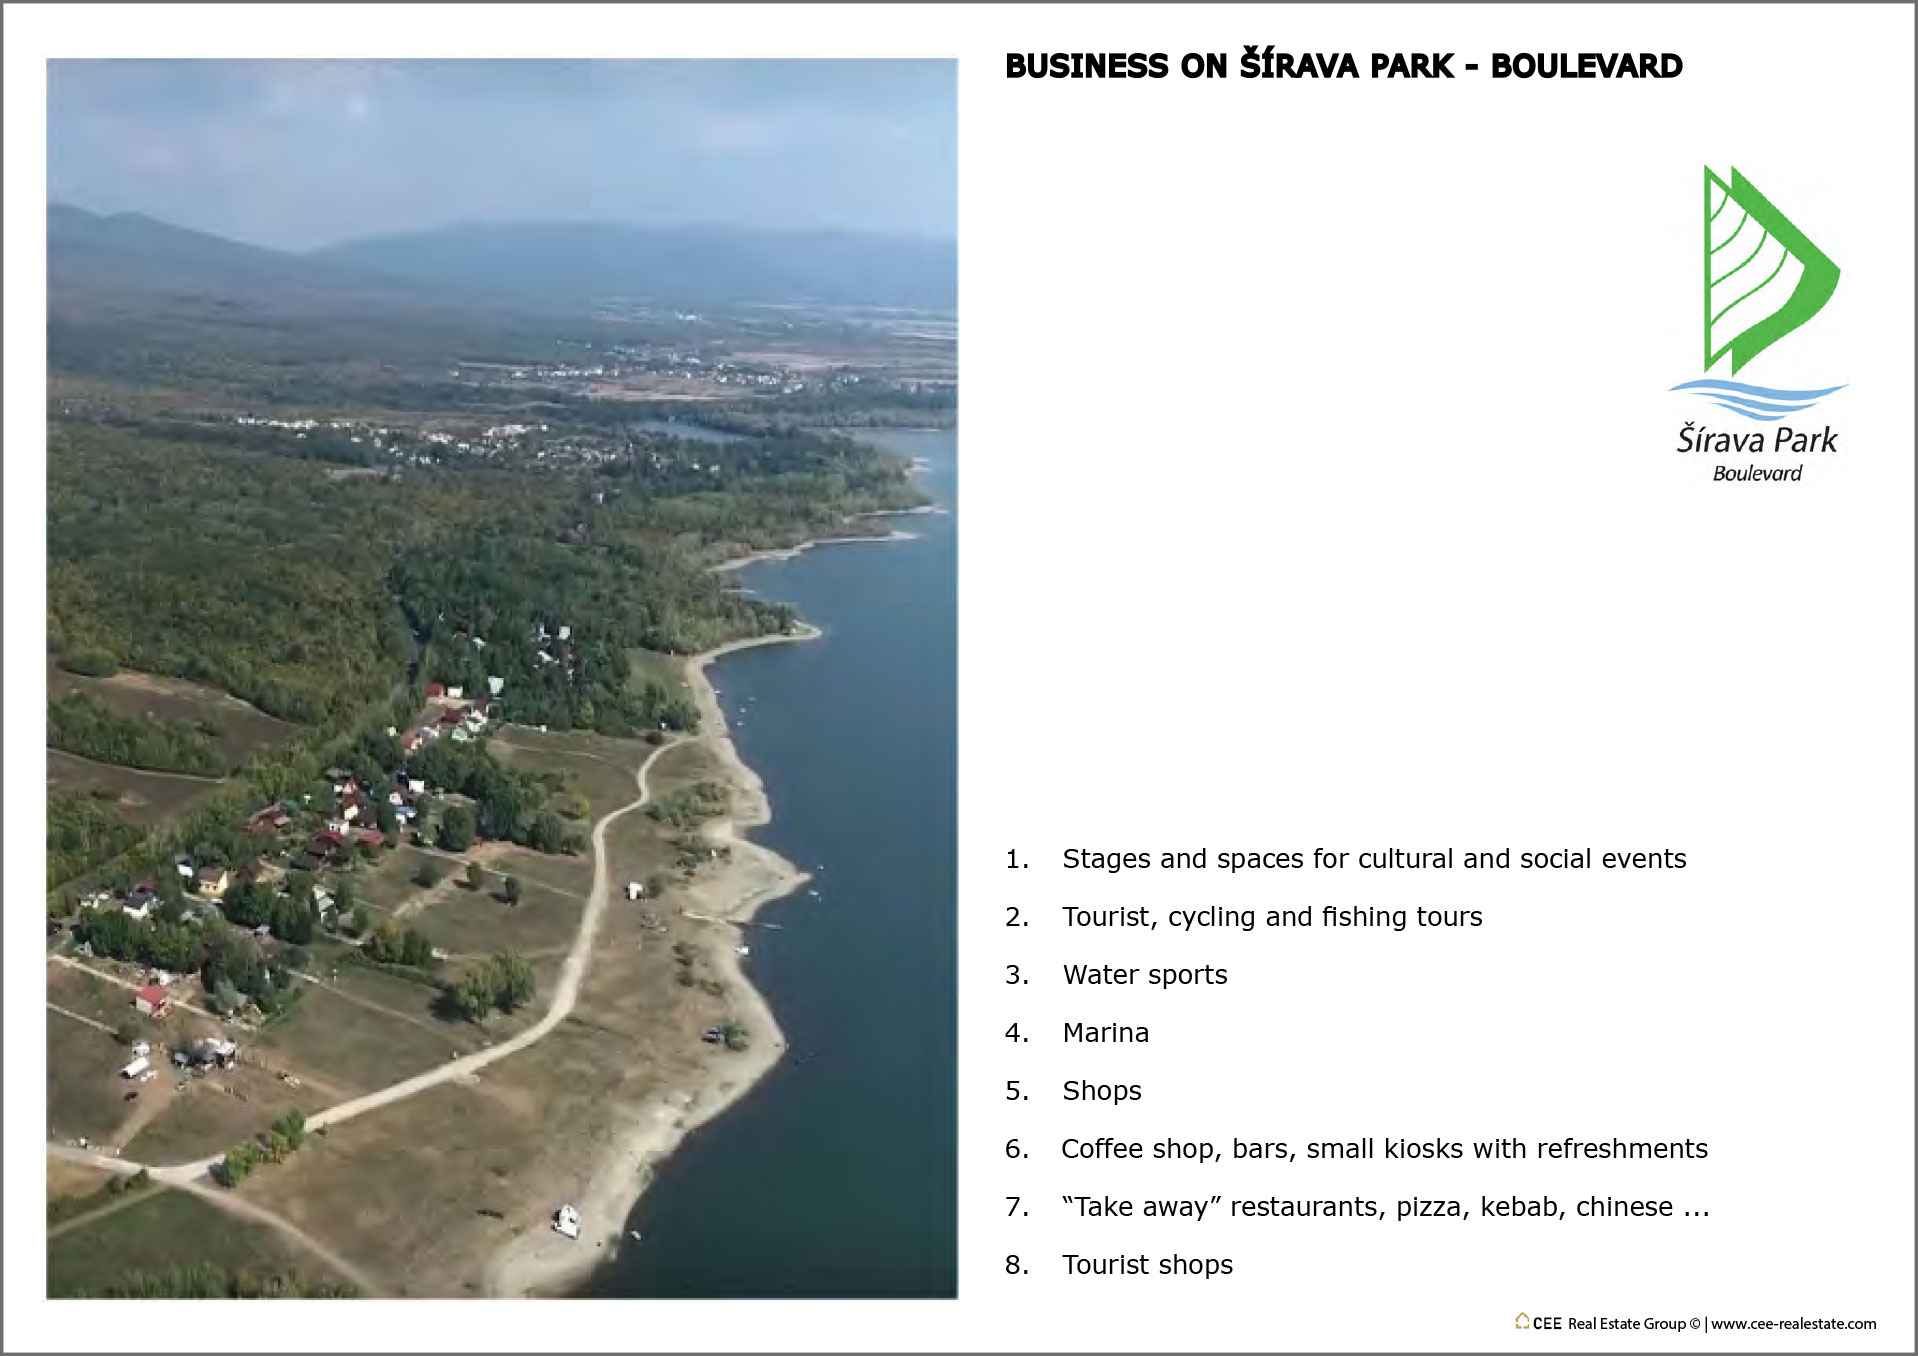 BUSINESS ON ŠÍRAVA PARK - BOULEVARD
Šírava Park
Boulevard
1. Stages and spaces for cultural and social events
2. Tourist, cycling and fishing tours
3. Water sports
4. Marina
5. Shops
6. Coffee shop, bars, small kiosks with refreshments
7. “Take away” restaurants, pizza, kebab, chinese ...
8. Tourist shops
CEE Real Estate Group © | www.cee-realestate.com